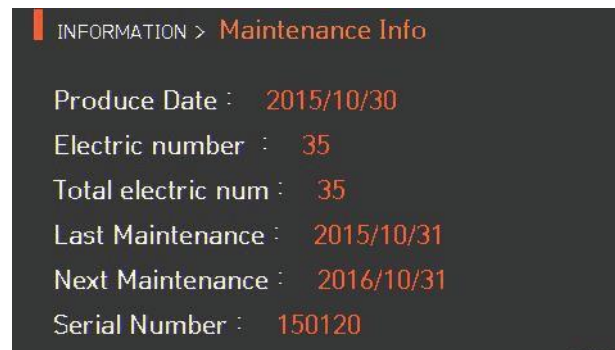 INFORMATION > Maintenance Info
Produce Date : 2015/10/30
Electric number : 35
Total electric num : 35
Last Maintenance : 2015/10/31
Next Maintenance : 2016/10/31
Serial Number : 150120